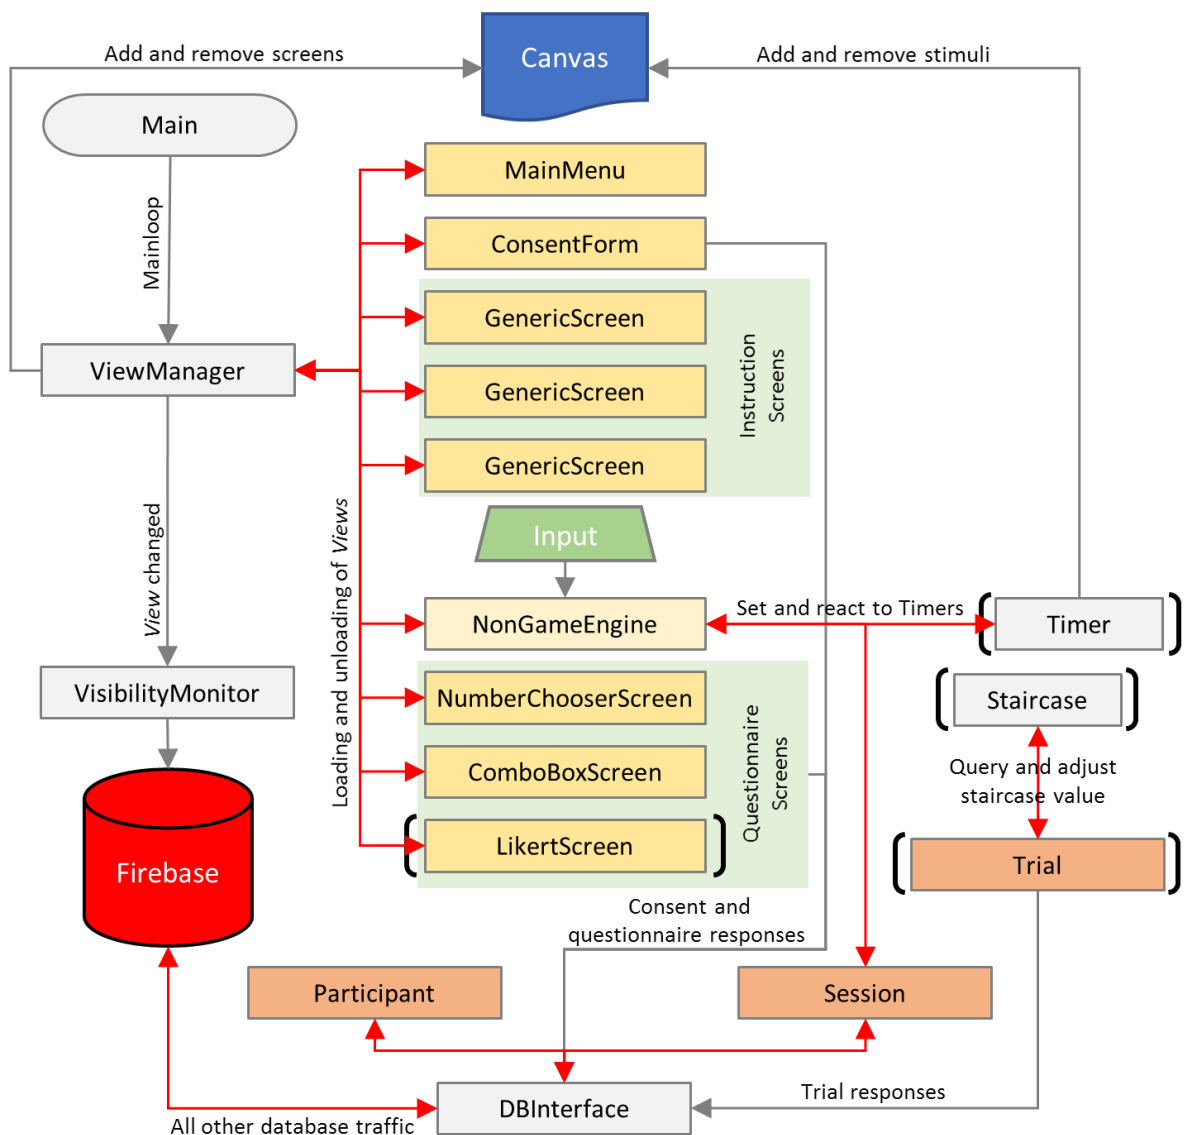 Add and remove screens
Canvas
Add and remove stimuli
Main
MainMenu
Mainloop
ConsentForm
GenericScreen
ViewManager
GenericScreen
Instruction
Screens
GenericScreen
Loading and unloading of Views
View changed
Input
NonGameEngine
Set and react to Timers
Timer
VisibilityMonitor
NumberChooserScreen
Staircase
ComboBoxScreen
Questionnaire
Screens
Query and adjust
staircase value
LikertScreen
Firebase
Trial
Consent and
questionnaire responses
Participant
Session
DBInterface
Trial responses
All other database traffic